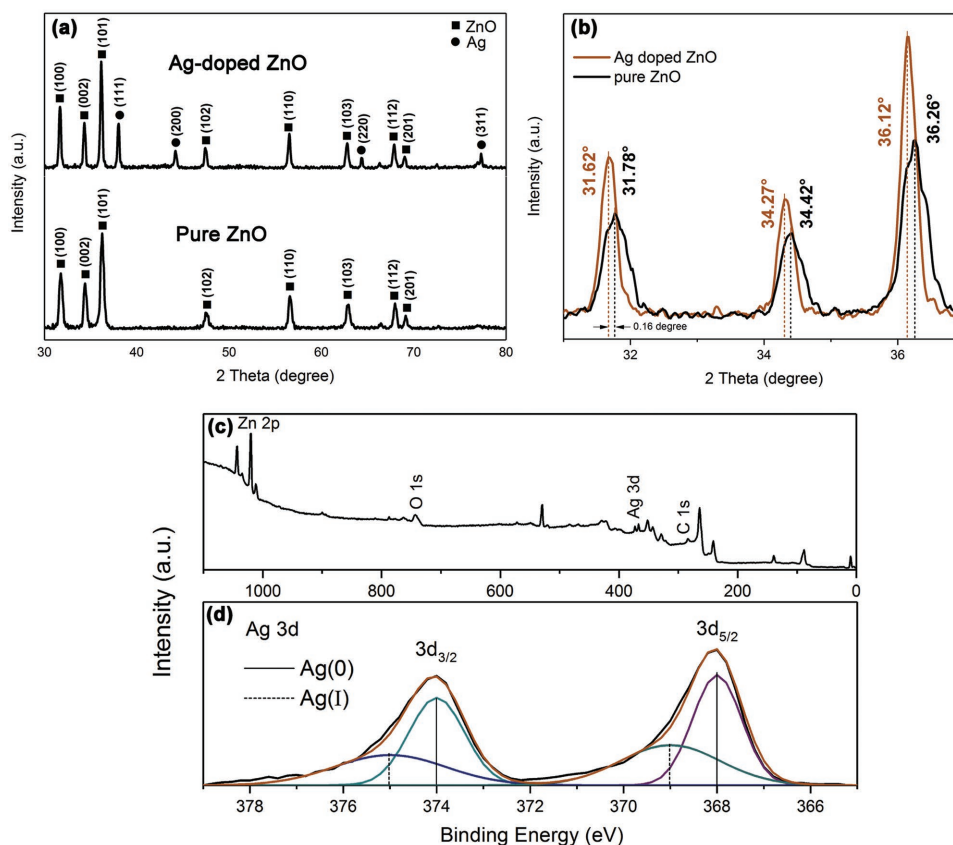 (a)
■ ZnO
● Ag
Ag-doped ZnO
(100)
(002)
(101)
(111)
(200)
(102)
(110)
(103)
(220)
(112)
(201)
(311)
Pure ZnO
(100)
(002)
(101)
(102)
(110)
(103)
(112)
(201)
Intensity (a.u.)
30 40 50 60 70 80
2 Theta (degree)
(b)
Ag doped ZnO
pure ZnO
31.62°
31.78°
34.27°
34.42°
36.12°
36.26°
0.16 degree
Intensity (a.u.)
32 34 36
2 Theta (degree)
(c)
Zn 2p
O 1s
Ag 3d
C 1s
1000 800 600 400 200 0
Intensity (a.u.)
(d)
Ag 3d
Ag(0)
Ag(I)
3d3/2
3d5/2
378 376 374 372 370 368 366
Binding Energy (eV)